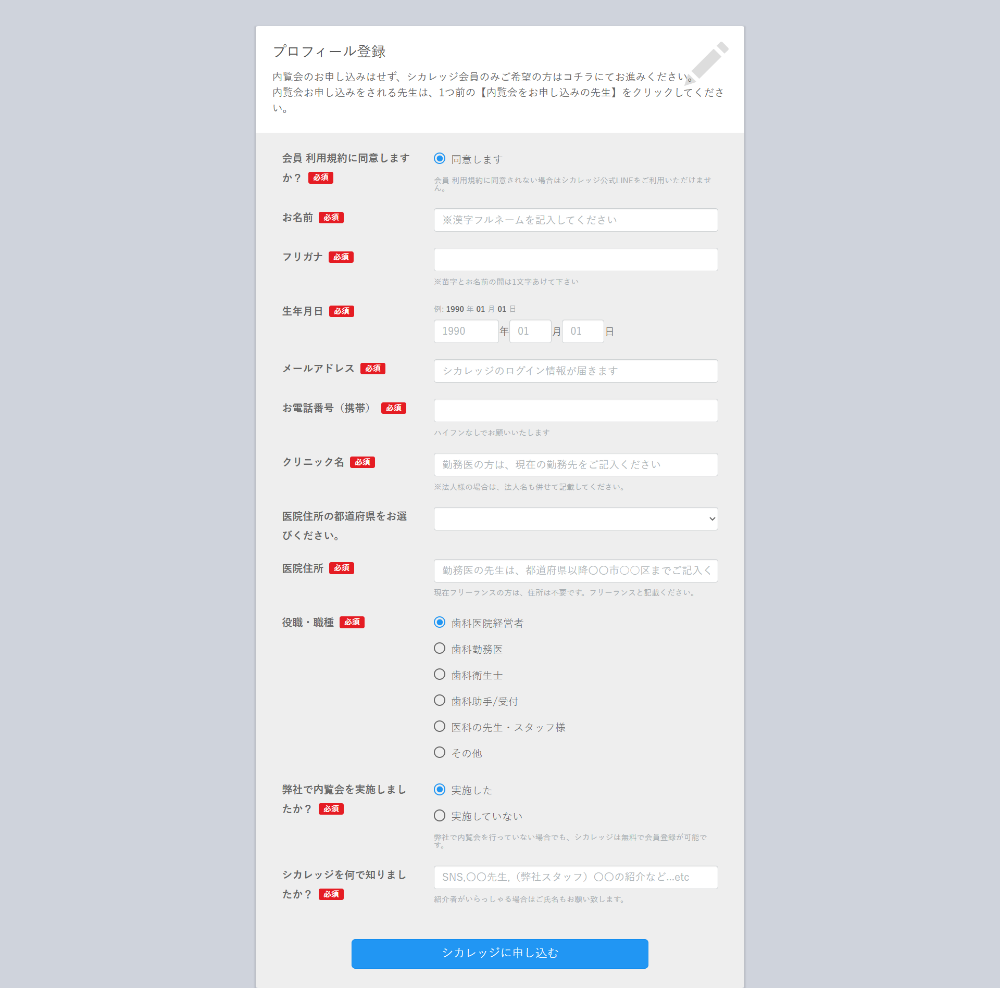 プロフィール登録
内覧会のお申し込みはせず、シカレッジ会員のみご希望の方はコチラにてお進みください。
内覧会お申し込みをされる先生は、1つ前の【内覧会をお申し込みの先生】をクリックしてくださ
い。
会員 利用規約に同意します
か？ 必須
同意します
会員 利用規約に同意されない場合はシカレッジ公式LINEをご利用いただけませ
ん。
お名前 必須
※漢字フルネームを記入してください
フリガナ 必須
※苗字とお名前の間は1文字あけて下さい
生年月日 必須
例: 1990 年 01 月 01 日
1990 年 01 月 01 日
メールアドレス 必須
シカレッジのログイン情報が届きます
お電話番号（携帯） 必須
ハイフンなしでお願いいたします
クリニック名 必須
勤務医の方は、現在の勤務先をご記入ください
※法人様の場合は、法人名も併せて記載してください。
医院住所の都道府県をお選
びください。
医院住所 必須
勤務医の先生は、都道府県以降〇〇市〇〇区までご記入く
現在フリーランスの方は、住所は不要です。フリーランスと記載ください。
役職・職種 必須
歯科医院経営者
歯科勤務医
歯科衛生士
歯科助手/受付
医科の先生・スタッフ様
その他
弊社で内覧会を実施しまし
たか？ 必須
実施した
実施していない
弊社で内覧会を行っていない場合でも、シカレッジは無料で会員登録が可能で
す。
シカレッジを何で知りまし
たか？ 必須
SNS,〇〇先生,（弊社スタッフ）〇〇の紹介など...etc
紹介者がいらっしゃる場合はご氏名もお願い致します。
シカレッジに申し込む